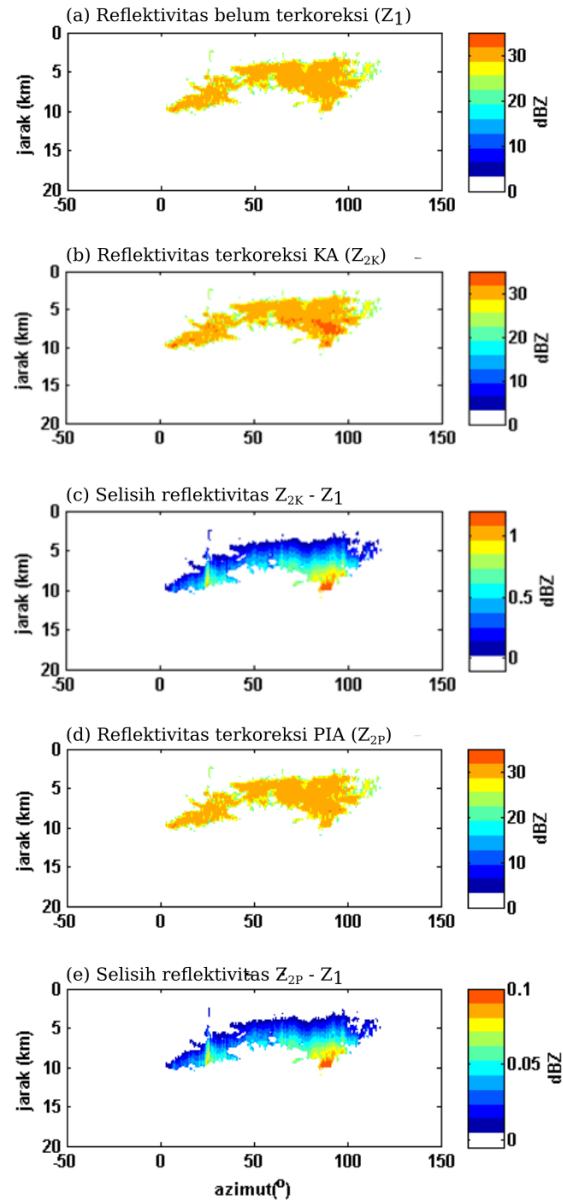 (a) Reflektivitas belum terkoreksi (Z1)
0
5
10
15
20
jarak (km)
-50 0 50 100 150
30
20
10
0
dBZ
(b) Reflektivitas terkoreksi KA (Z2K)
0
5
10
15
20
jarak (km)
-50 0 50 100 150
30
20
10
0
dBZ
(c) Selisih reflektivitas Z2K - Z1
0
5
10
15
20
jarak (km)
-50 0 50 100 150
1
0.5
0
dBZ
(d) Reflektivitas terkoreksi PIA (Z2P)
0
5
10
15
20
jarak (km)
-50 0 50 100 150
30
20
10
0
dBZ
(e) Selisih reflektivitas Z2P - Z1
0
5
10
15
20
jarak (km)
-50 0 50 100 150
0.1
0.05
0
dBZ
azimut(º)